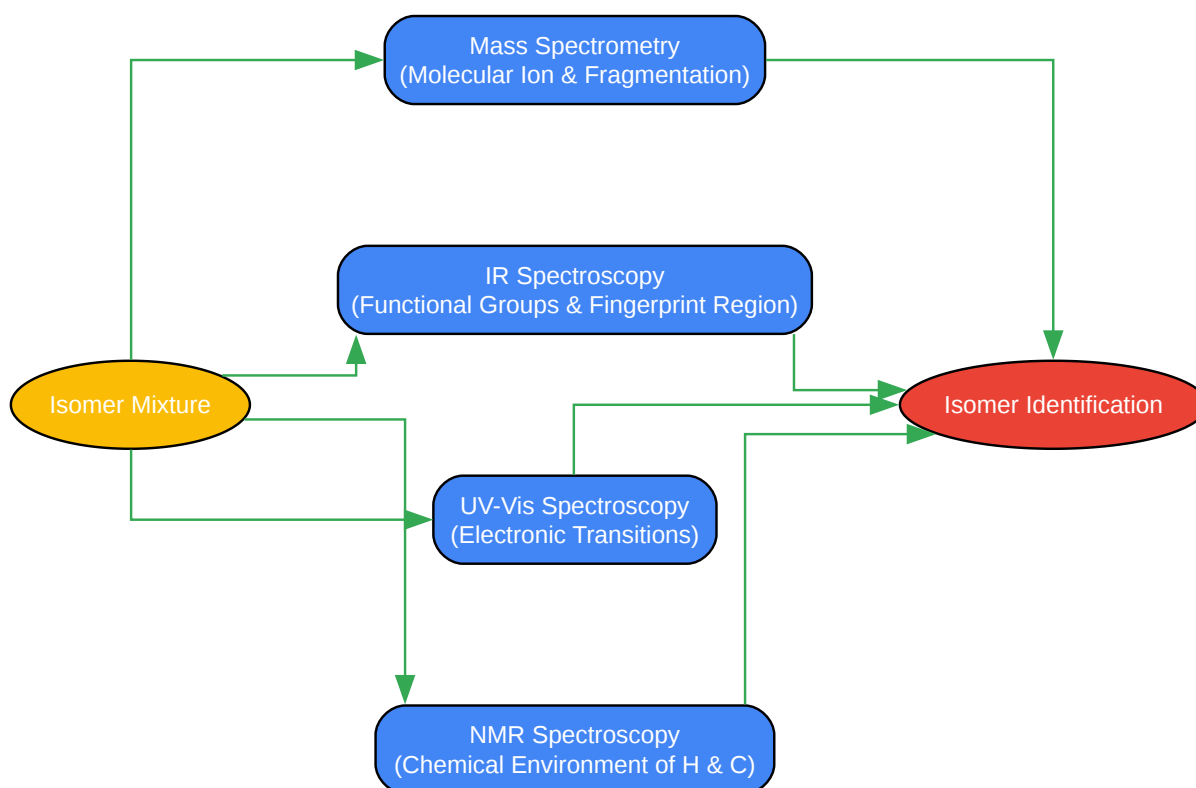 Mass Spectrometry
(Molecular Ion & Fragmentation)
IR Spectroscopy
(Functional Groups & Fingerprint Region)
Isomer Mixture
Isomer Identification
UV-Vis Spectroscopy
(Electronic Transitions)
NMR Spectroscopy
(Chemical Environment of H & C)